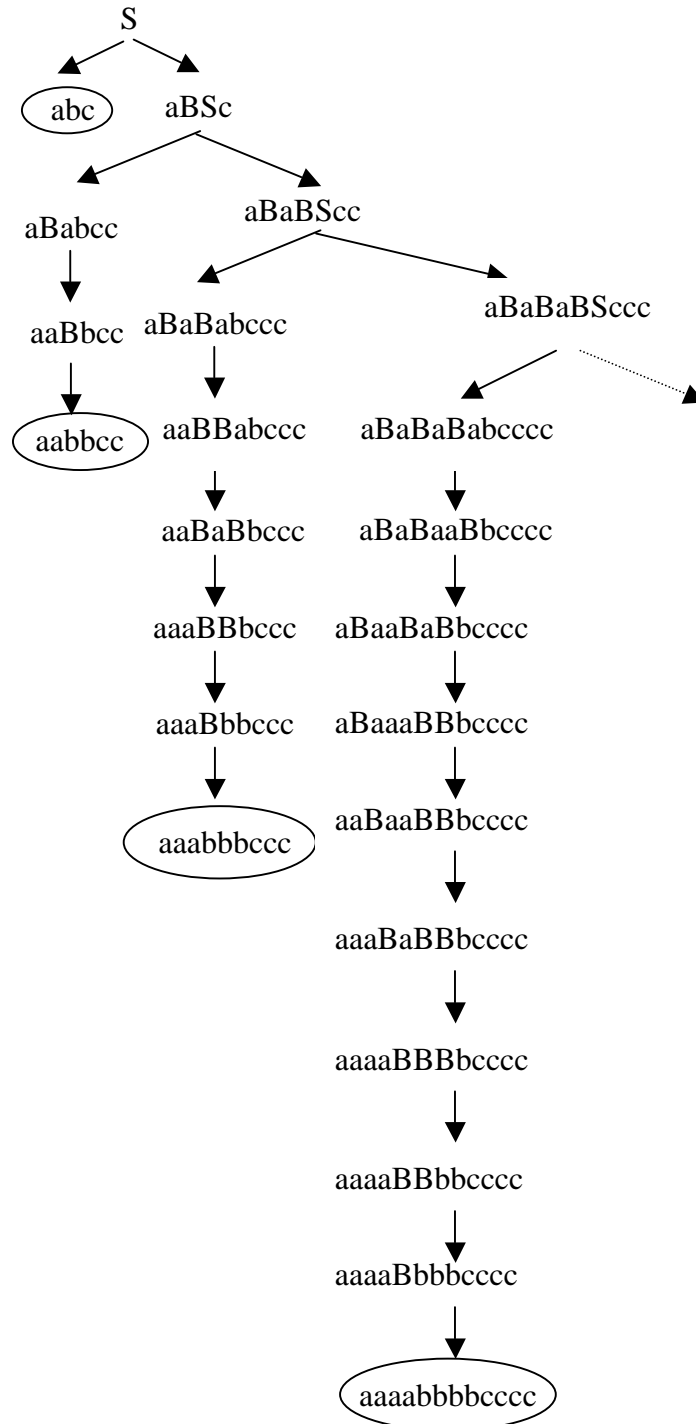 S
abc
aBSc
aBabcc
aBaBScc
aaBbcc
aBaBabccc
aBaBaBSccc
aabbcc
aaBBabccc
aBaBaBabcccc
aaBaBbccc
aBaBaaBbcccc
aaaBBbccc
aBaaBaBbcccc
aaaBbbccc
aBaaaBBbcccc
aaabbbccc
aaBaaBBbcccc
aaaBaBBbcccc
aaaaBBBbcccc
aaaaBBbbcccc
aaaaBbbbcccc
aaaabbbbcccc